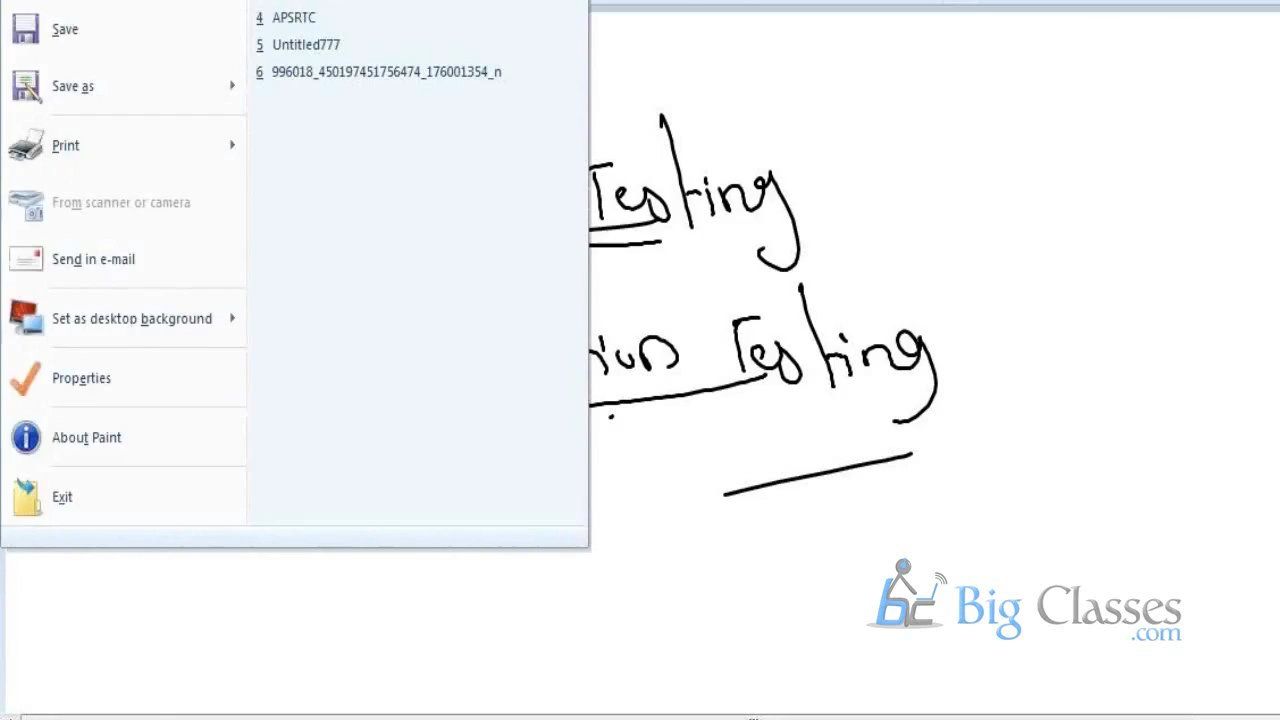 Save
Save as
Print
From scanner or camera
Send in e-mail
Set as desktop background
Properties
About Paint
Exit
4 APSRTC
5 Untitled777
6 996018_450197451756474_176001354_n
Testing
Testing
Big Classes
.com